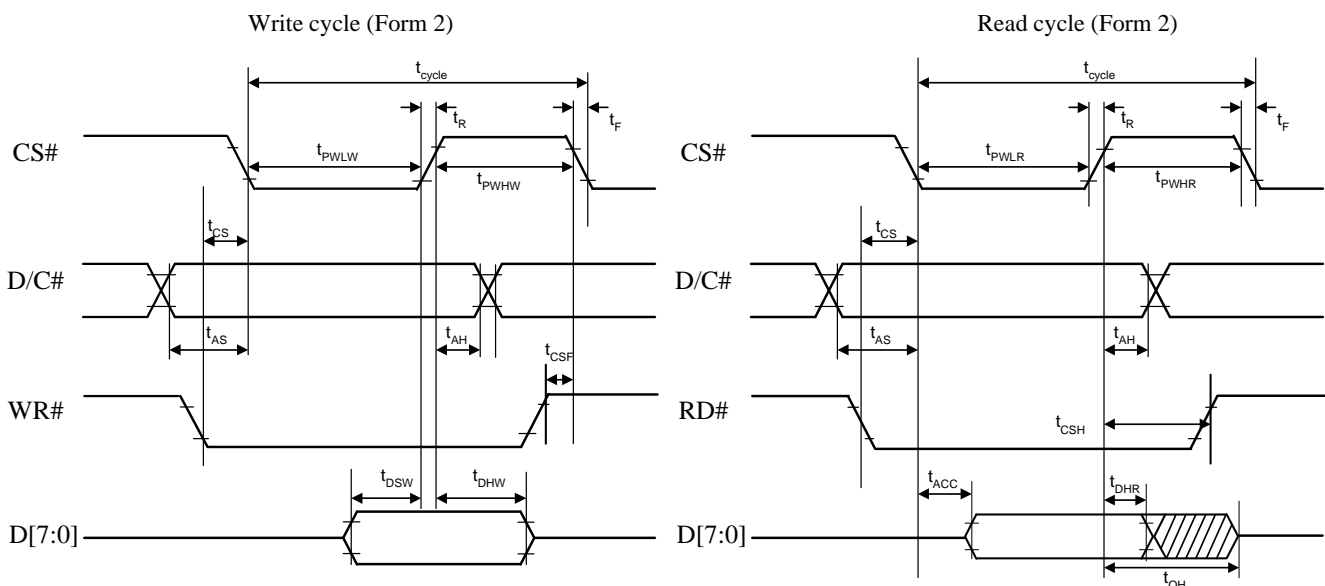 Write cycle (Form 2)
tcycle
tR
tF
CS#
tPWLW
tPWHW
tCS
D/C#
tAS
tAH
tCSF
WR#
tDSW
tDHW
D[7:0]
Read cycle (Form 2)
tcycle
tR
tF
CS#
tPWLR
tPWHR
tCS
D/C#
tAS
tAH
RD#
tCSH
tACC
tDHR
D[7:0]
tOH